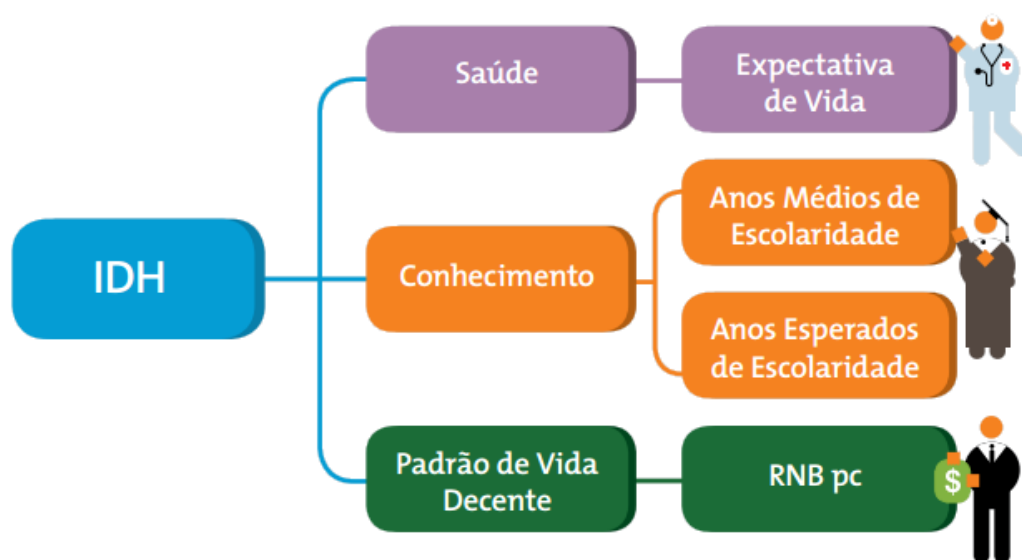 IDH
Saúde
Expectativa
de Vida
Conhecimento
Anos Médios de
Escolaridade
Anos Esperados
de Escolaridade
Padrão de Vida
Decente
RNB pc
$